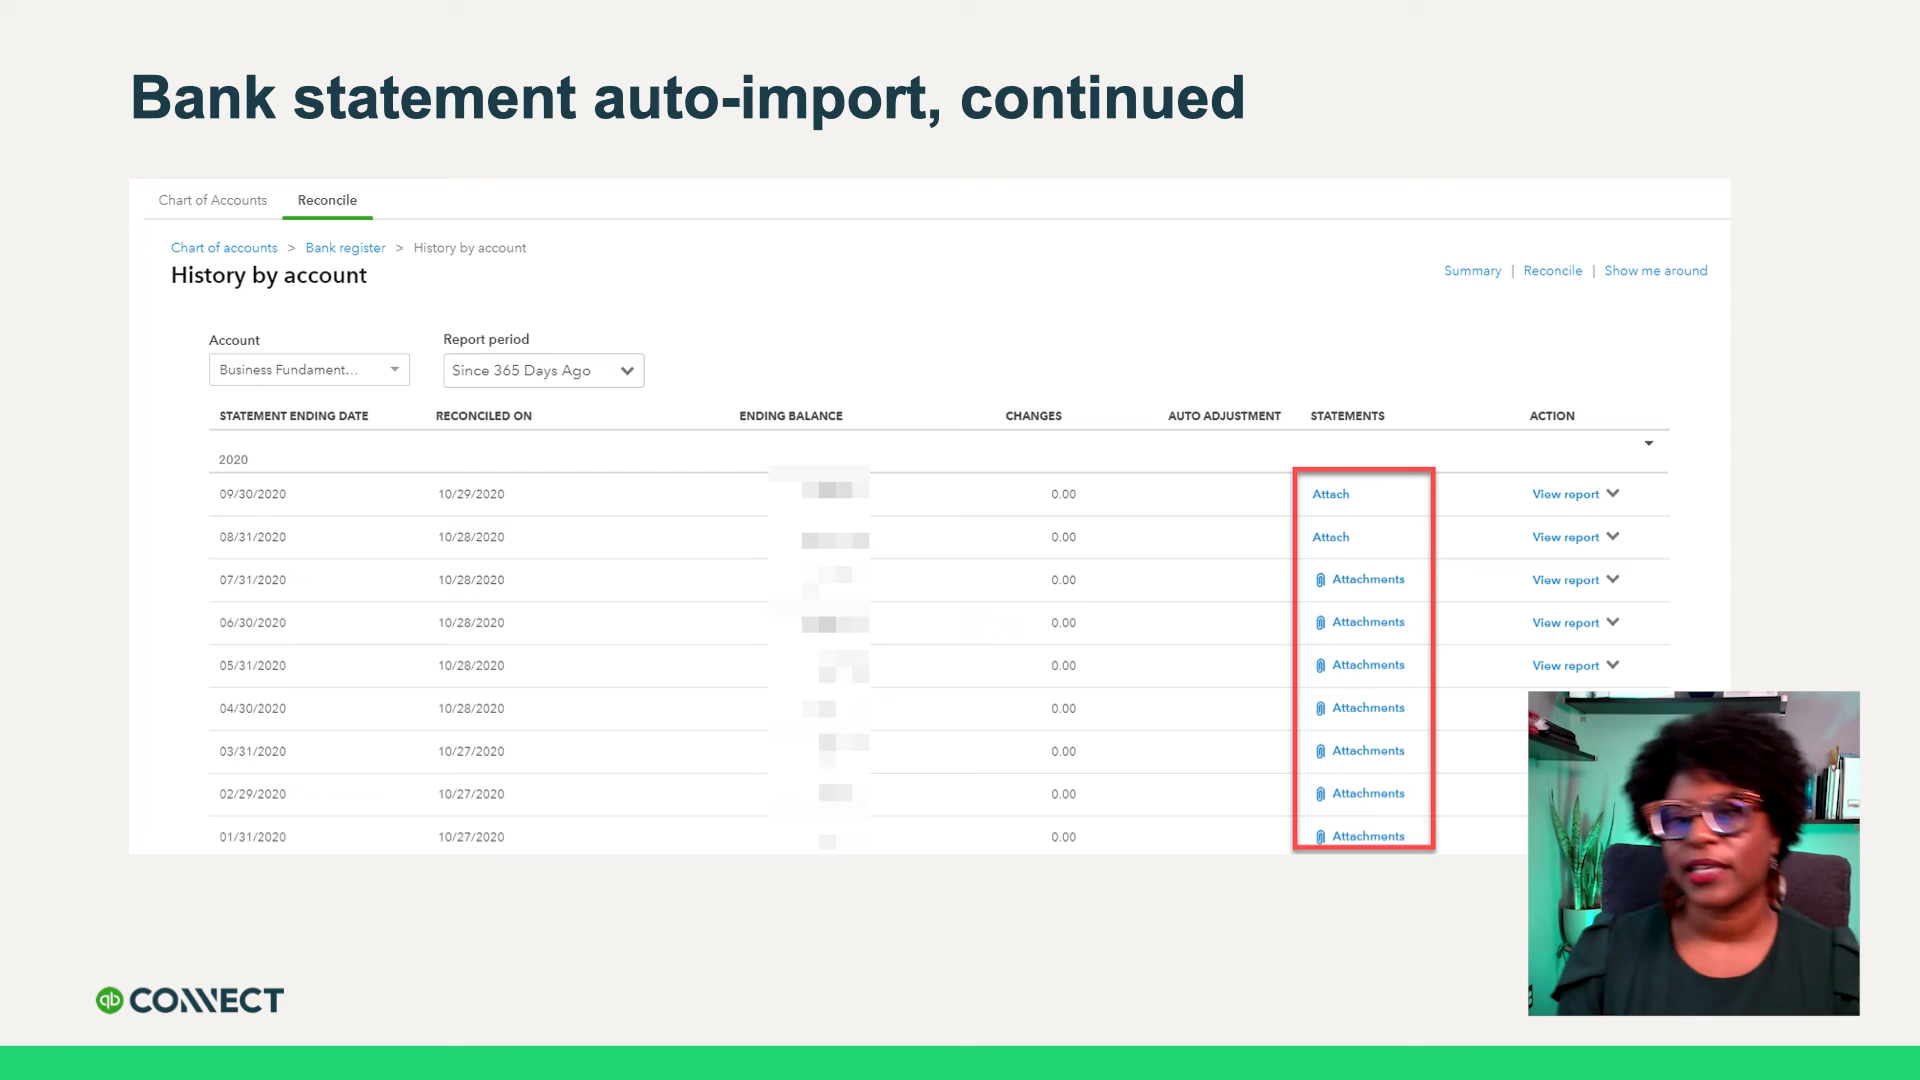 Bank statement auto-import, continued
Chart of Accounts Reconcile
Chart of accounts > Bank register > History by account
History by account
Summary | Reconcile | Show me around
Account Report period
Business Fundament... Since 365 Days Ago
STATEMENT ENDING DATE RECONCILED ON ENDING BALANCE CHANGES AUTO ADJUSTMENT STATEMENTS ACTION
2020
09/30/2020 10/29/2020 0.00 Attach View report
08/31/2020 10/28/2020 0.00 Attach View report
07/31/2020 10/28/2020 0.00 Attachments View report
06/30/2020 10/28/2020 0.00 Attachments View report
05/31/2020 10/28/2020 0.00 Attachments View report
04/30/2020 10/28/2020 0.00 Attachments
03/31/2020 10/27/2020 0.00 Attachments
02/29/2020 10/27/2020 0.00 Attachments
01/31/2020 10/27/2020 0.00 Attachments
qb CONNECT